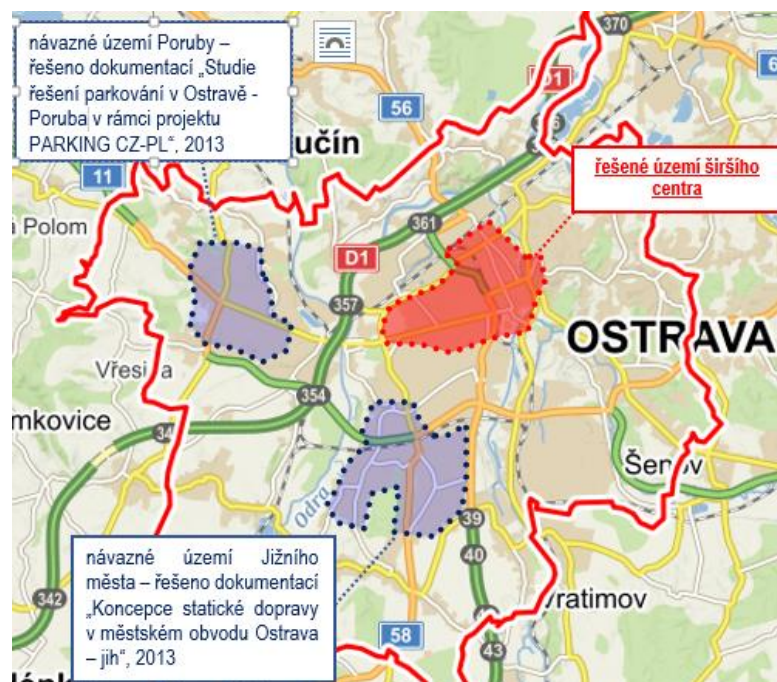 návazné území Poruby –
řešeno dokumentací „Studie
řešení parkování v Ostravě -
Poruba v rámci projektu
PARKING CZ-PL“, 2013
370
D1
56
učín
11
řešené území širšího
centra
Polom
361
D1
357
OSTRAVA
Vřesina
354
mkovice
Šenov
Odra
39
40
návazné území Jižního
města – řešeno dokumentací
„Koncepce statické dopravy
v městském obvodu Ostrava
– jih“, 2013
342
Vratimov
58
43